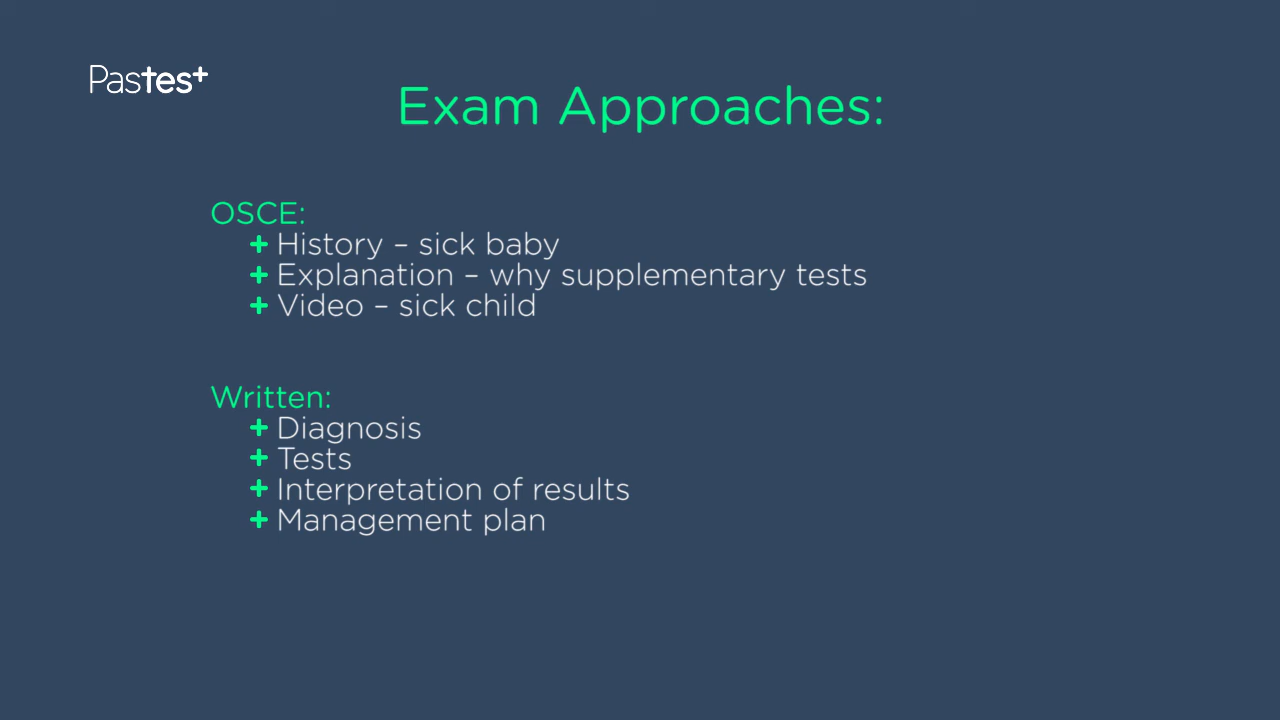 Pastes+
Exam Approaches:
OSCE:
+ History – sick baby
+ Explanation – why supplementary tests
+ Video – sick child
Written:
+ Diagnosis
+ Tests
+ Interpretation of results
+ Management plan